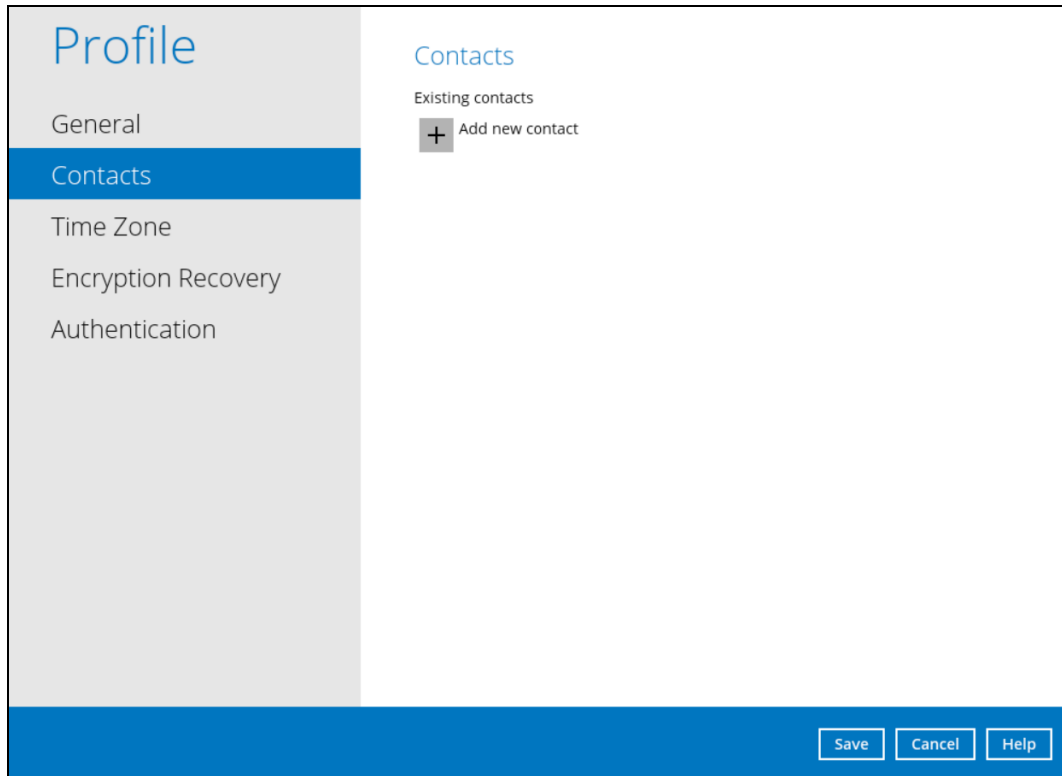 Profile
General
Contacts
Time Zone
Encryption Recovery
Authentication
Contacts
Existing contacts
+ Add new contact
Save Cancel Help